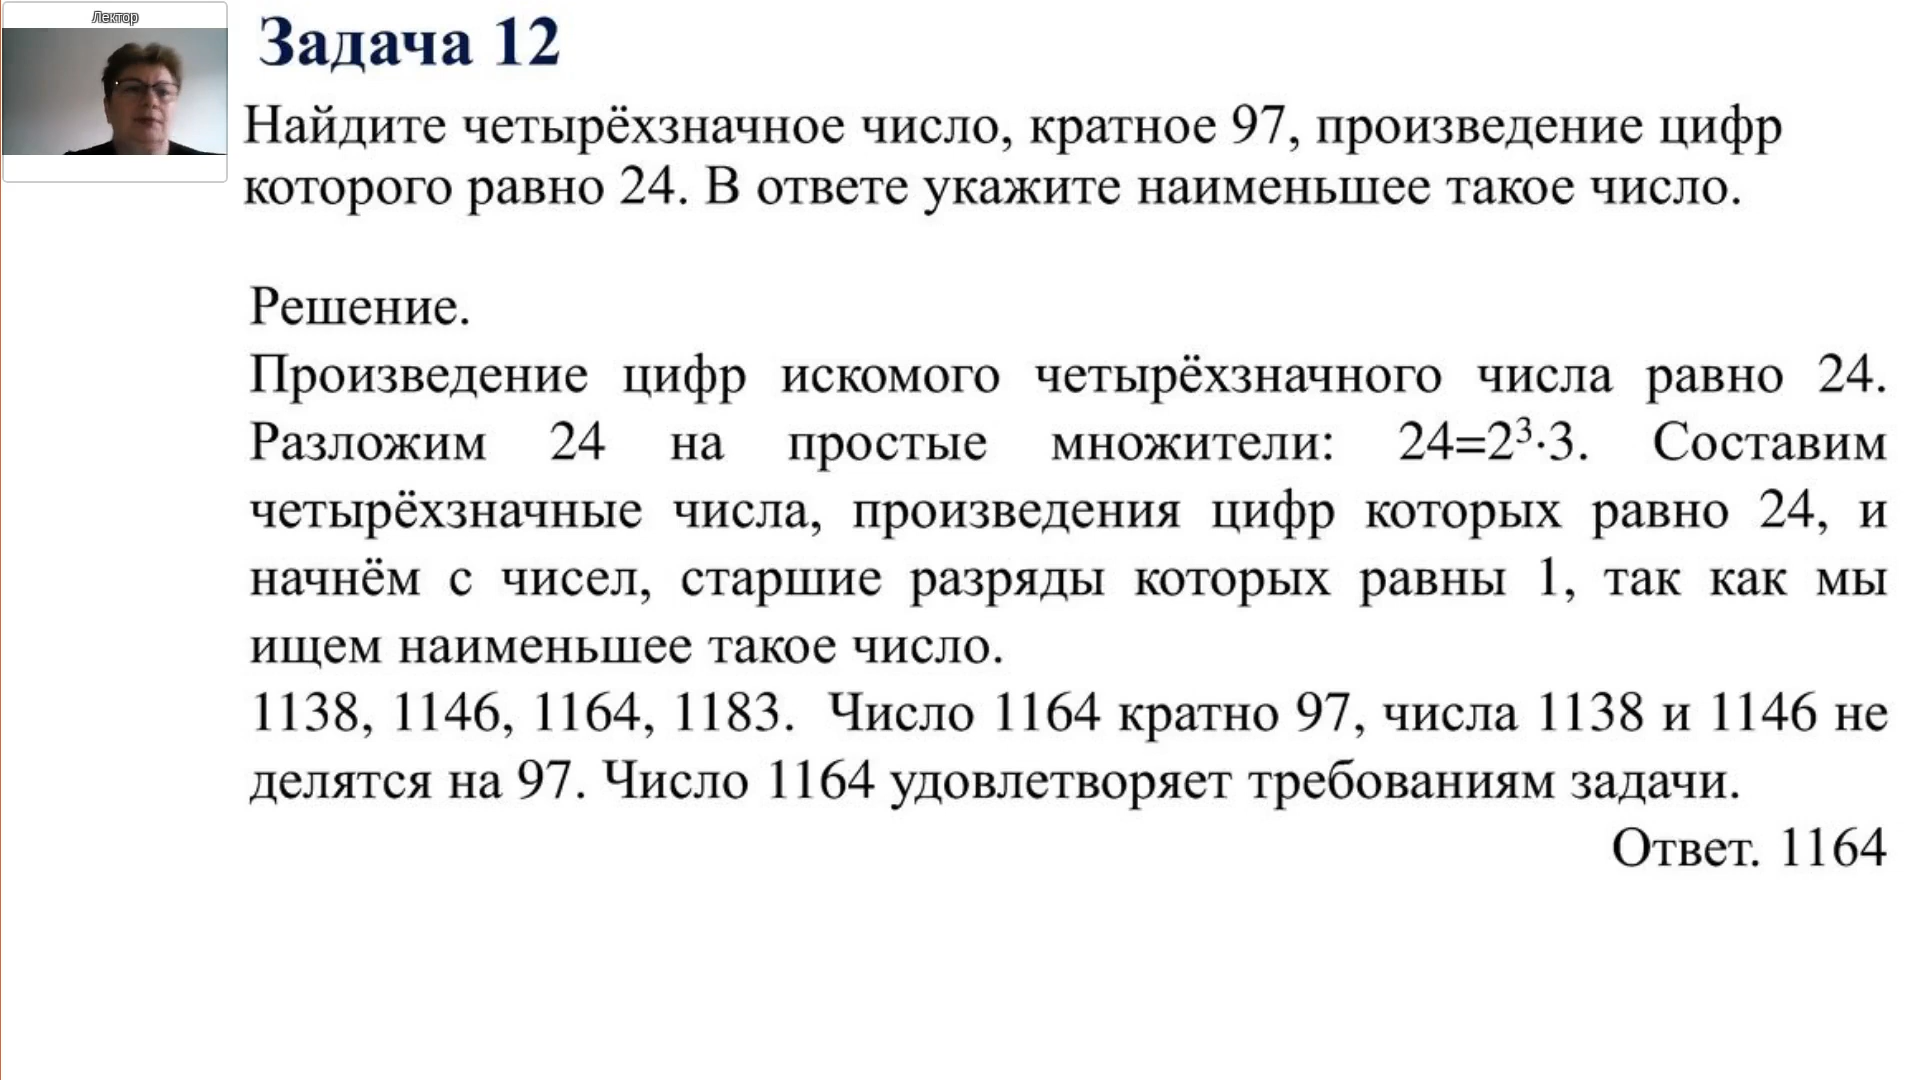 Лектор
Задача 12
Найдите четырёхзначное число, кратное 97, произведение цифр
которого равно 24. В ответе укажите наименьшее такое число.
Решение.
Произведение цифр искомого четырёхзначного числа равно 24.
Разложим 24 на простые множители: 24=2³·3. Составим
четырёхзначные числа, произведения цифр которых равно 24, и
начнём с чисел, старшие разряды которых равны 1, так как мы
ищем наименьшее такое число.
1138, 1146, 1164, 1183. Число 1164 кратно 97, числа 1138 и 1146 не
делятся на 97. Число 1164 удовлетворяет требованиям задачи.
Ответ. 1164